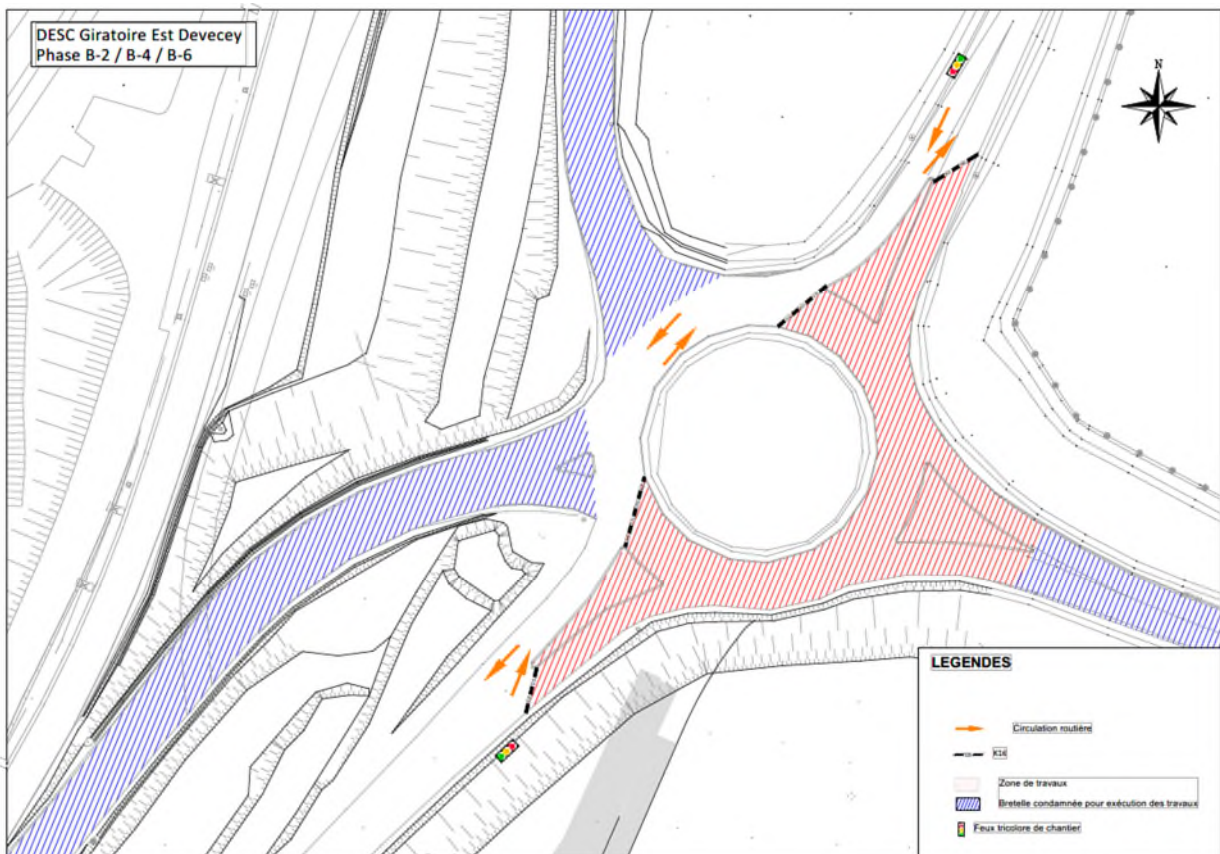 DESC Giratoire Est Devecey
Phase B-2 / B-4 / B-6
N
LEGENDES
Circulation routière
K16
Zone de travaux
Bretelle condamnée pour exécution des travaux
Feux tricolore de chantier